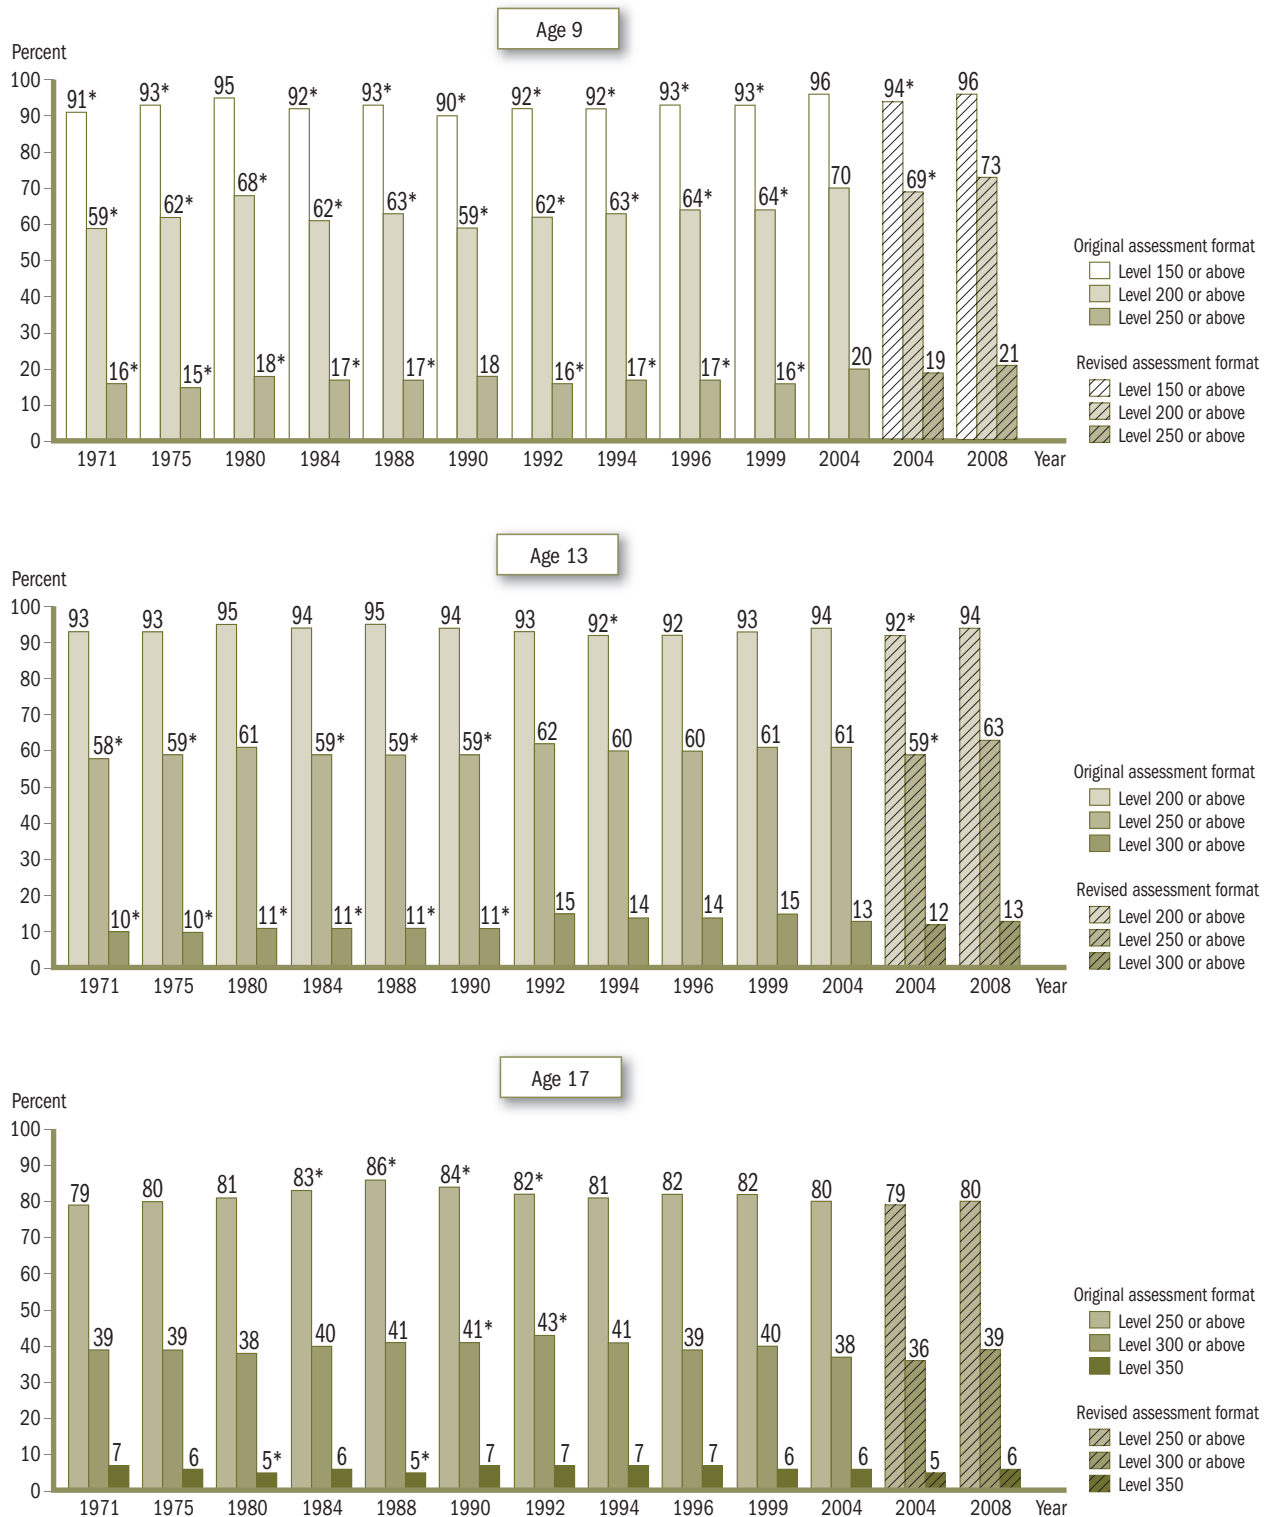 Age 9
Percent
100
90
80
70
60
50
40
30
20
10
0
91* 93* 95 92* 93* 90* 92* 92* 93* 93* 96 94* 96
59* 62* 68* 62* 63* 59* 62* 63* 64* 64* 70 69* 73
16* 15* 18* 17* 17* 18 16* 17* 17* 16* 20 19 21
1971 1975 1980 1984 1988 1990 1992 1994 1996 1999 2004 2004 2008 Year
Original assessment format
Level 150 or above
Level 200 or above
Level 250 or above
Revised assessment format
Level 150 or above
Level 200 or above
Level 250 or above
Age 13
Percent
100
90
80
70
60
50
40
30
20
10
0
93 93 95 94 95 94 93 92* 92 93 94 92* 94
58* 59* 61 59* 59* 59* 62 60 60 61 61 59* 63
10* 10* 11* 11* 11* 11* 15 14 14 15 13 12 13
1971 1975 1980 1984 1988 1990 1992 1994 1996 1999 2004 2004 2008 Year
Original assessment format
Level 200 or above
Level 250 or above
Level 300 or above
Revised assessment format
Level 200 or above
Level 250 or above
Level 300 or above
Age 17
Percent
100
90
80
70
60
50
40
30
20
10
0
79 80 81 83* 86* 84* 82* 81 82 82 80 79 80
39 39 38 40 41 41* 43* 41 39 40 38 36 39
7 6 5* 6 5* 7 7 7 7 6 6 5 6
1971 1975 1980 1984 1988 1990 1992 1994 1996 1999 2004 2004 2008 Year
Original assessment format
Level 250 or above
Level 300 or above
Level 350
Revised assessment format
Level 250 or above
Level 300 or above
Level 350